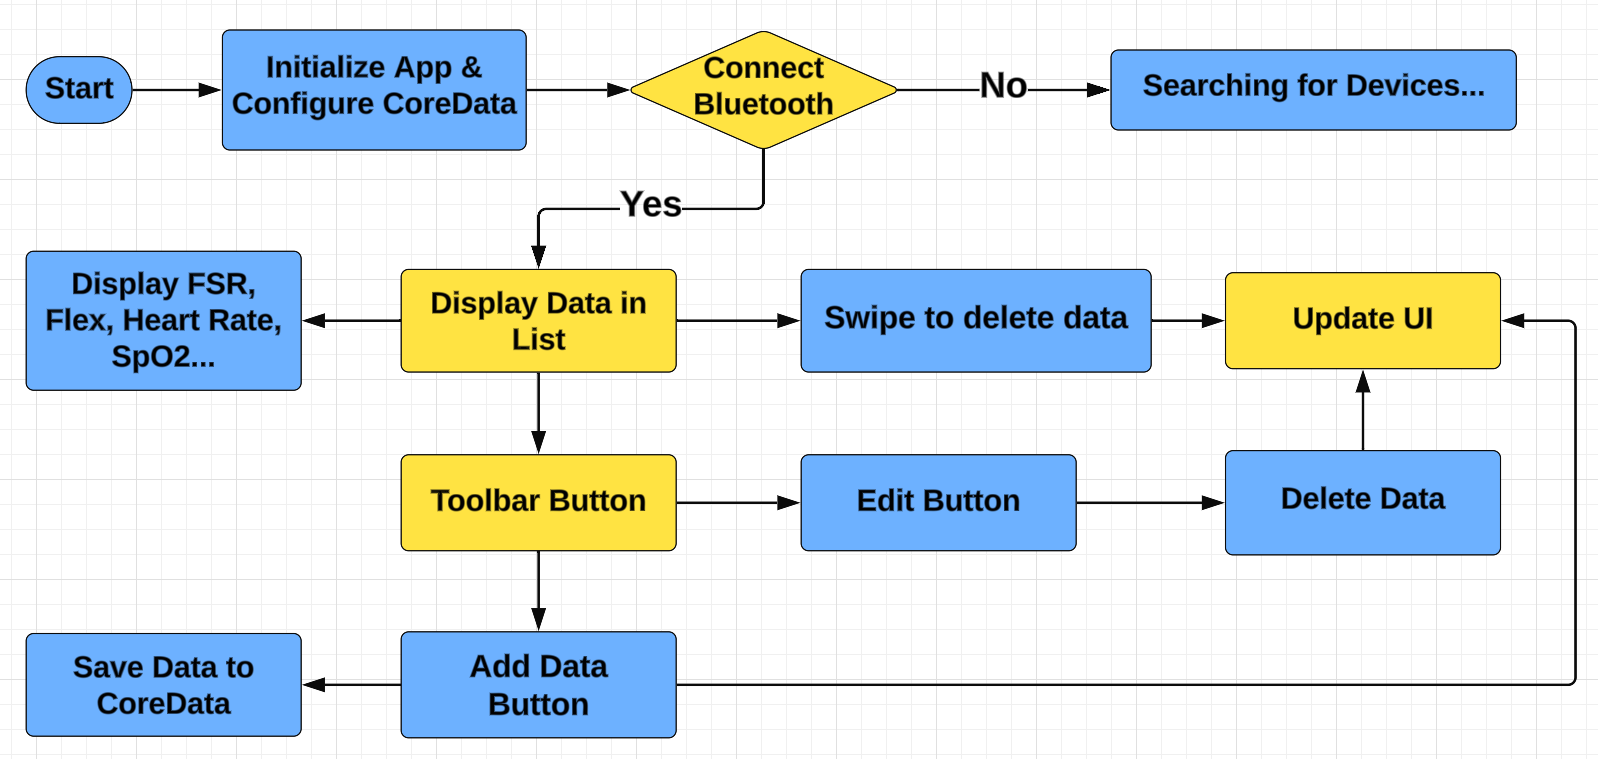 Start
Initialize App &
Configure CoreData
Connect
Bluetooth
No
Searching for Devices...
Yes
Display FSR,
Flex, Heart Rate,
SpO2...
Display Data in
List
Swipe to delete data
Update UI
Toolbar Button
Edit Button
Delete Data
Save Data to
CoreData
Add Data
Button